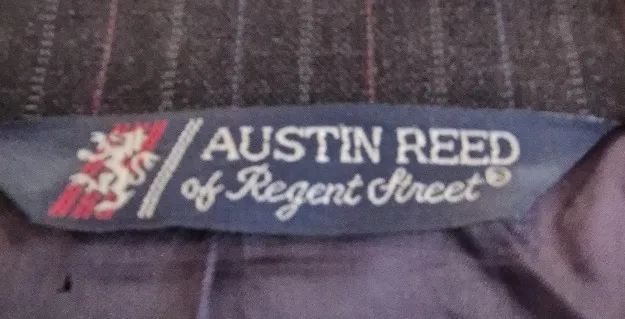 AUSTIN REED
of Regent Street®